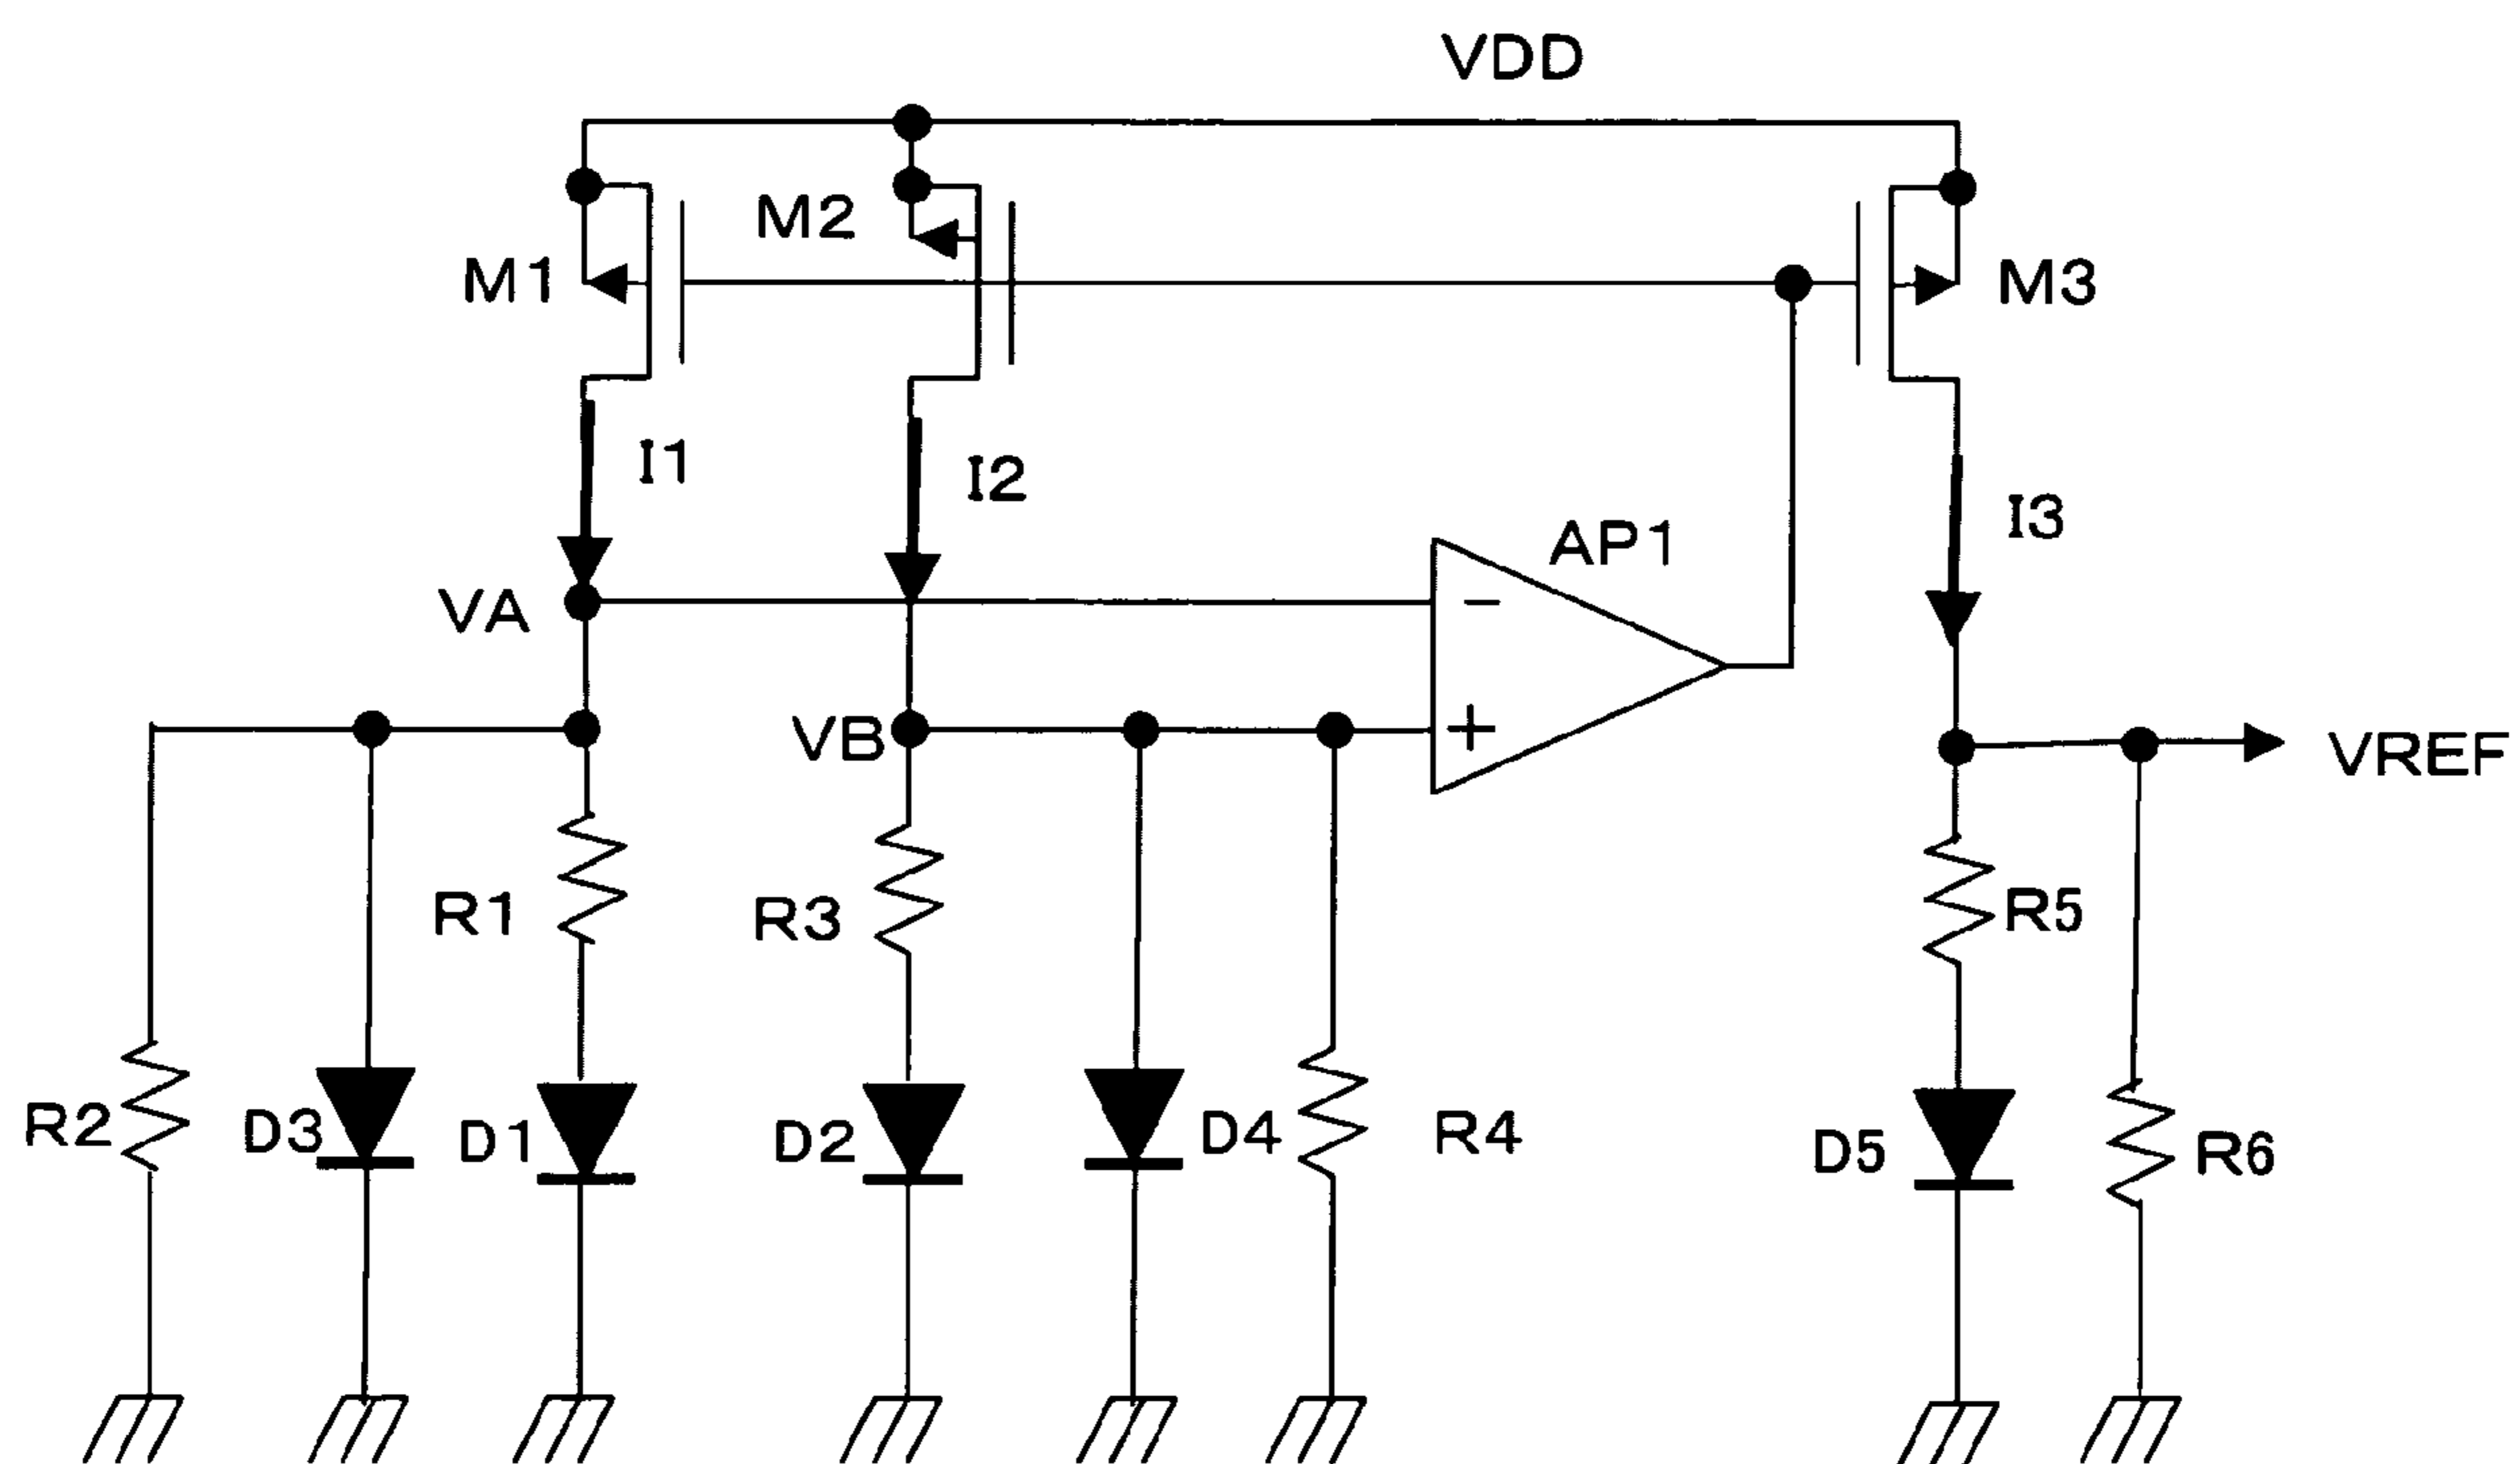 VDD
M2
M1
M3
I1
I2
I3
AP1
VA
−
VB
+
VREF
R1
R3
R5
R2
D3
D1
D2
D4
R4
D5
R6